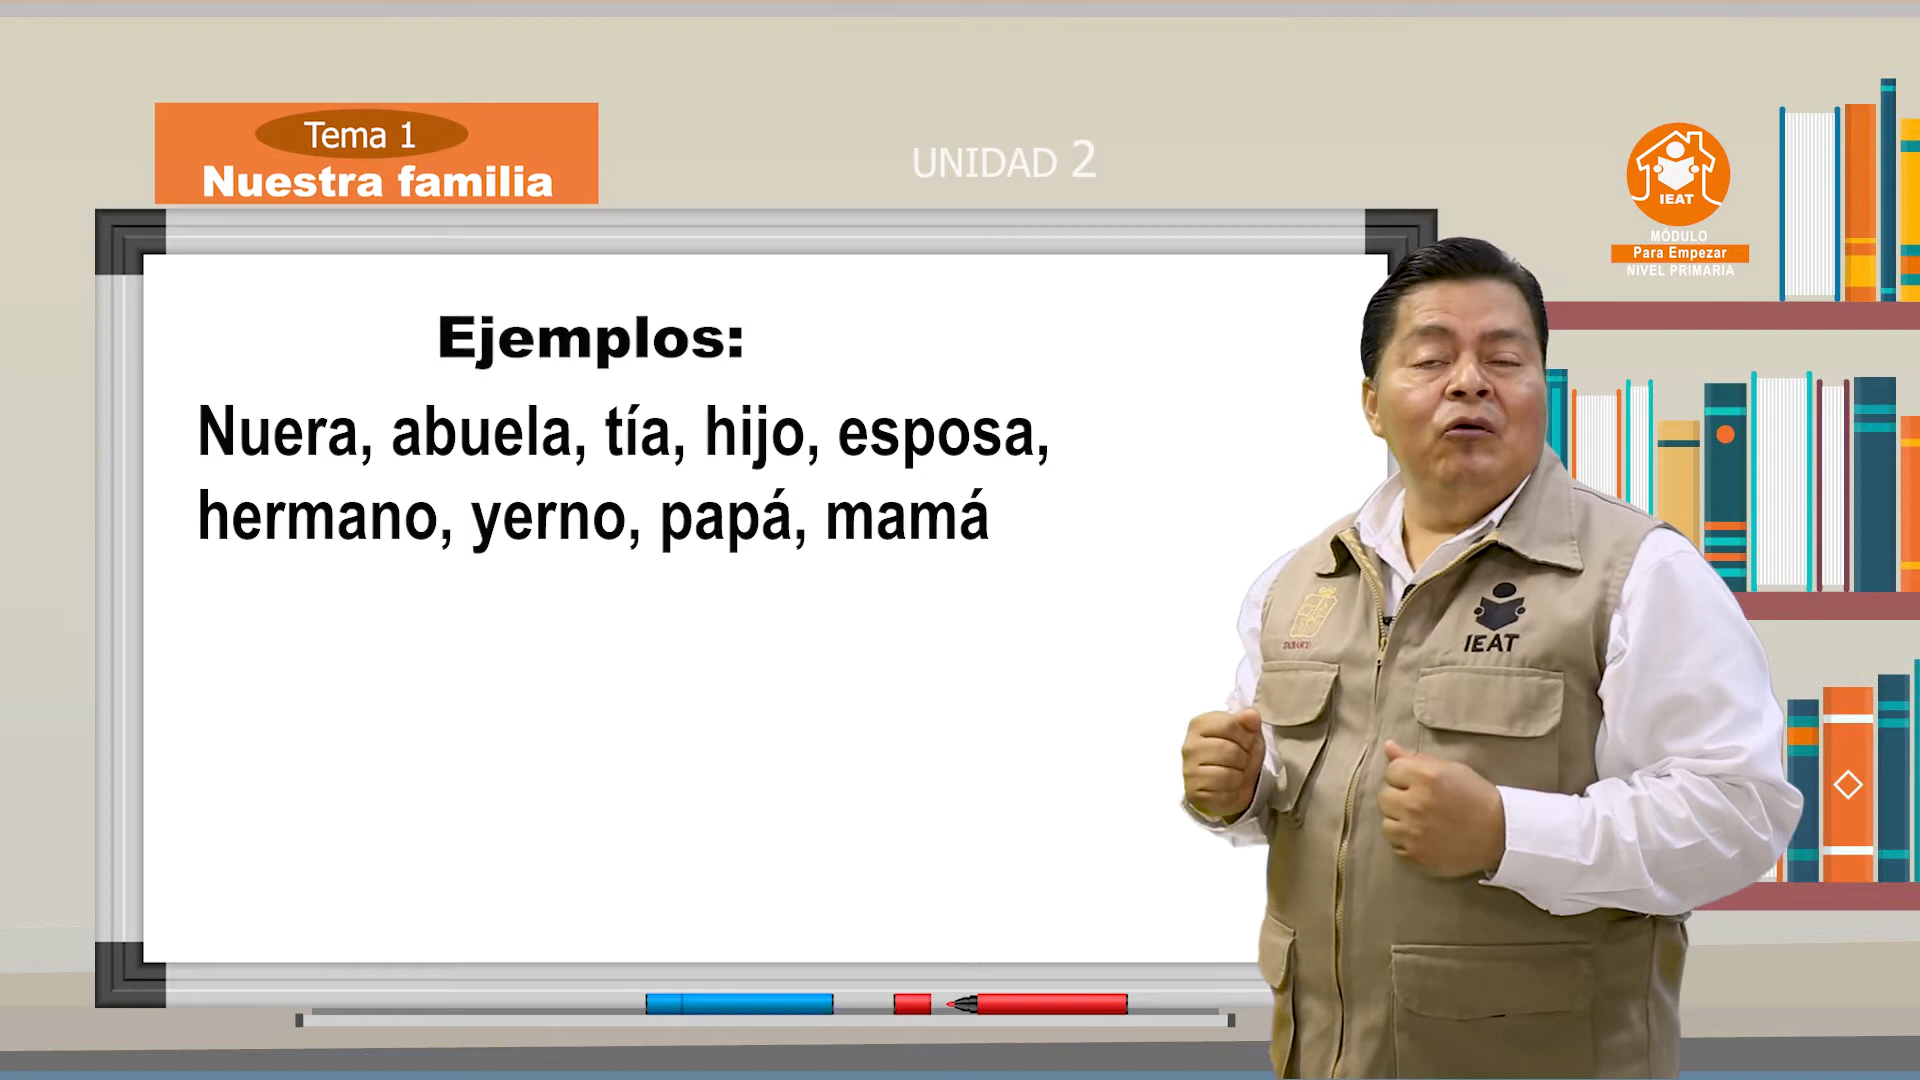 Tema 1
Nuestra familia
UNIDAD 2
IEAT
MÓDULO
Para Empezar
NIVEL PRIMARIA
Ejemplos:
Nuera, abuela, tía, hijo, esposa,
hermano, yerno, papá, mamá
TABASCO
IEAT